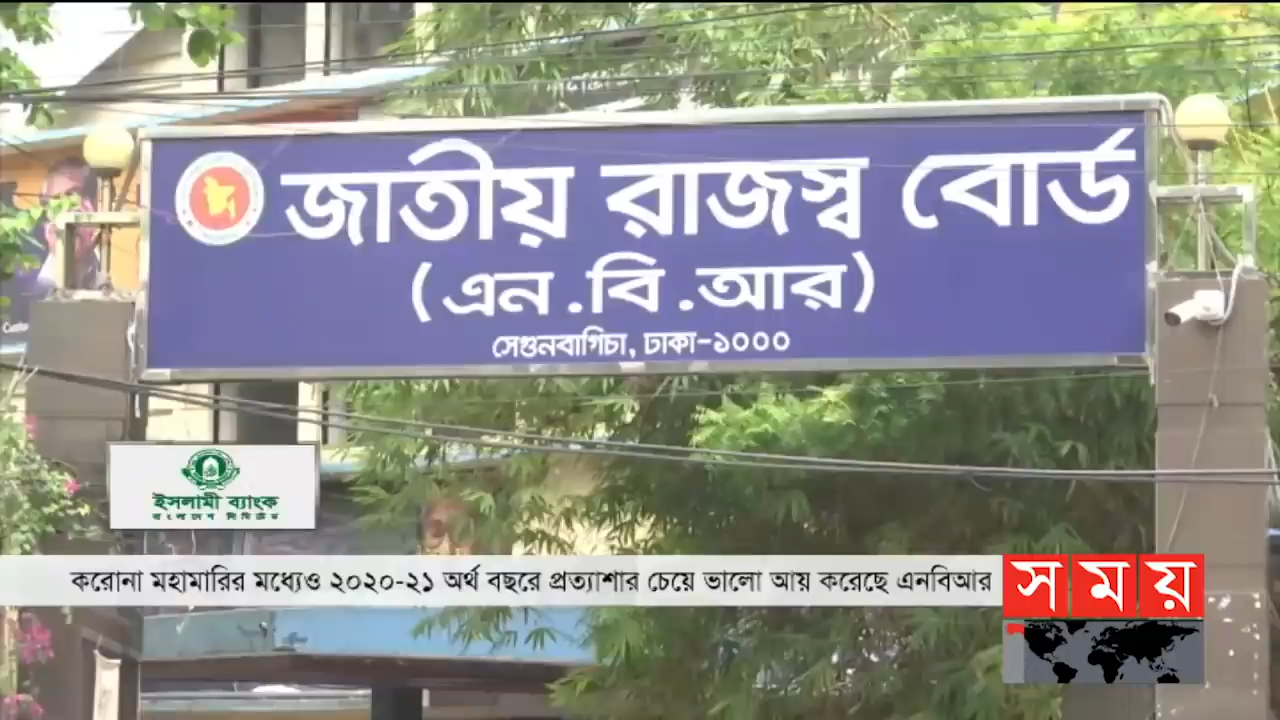 জাতীয় রাজস্ব বোর্ড
(এন.বি.আর)
সেগুনবাগিচা, ঢাকা-১০০০
ইসলামী ব্যাংক
বাংলাদেশ লিমিটেড
করোনা মহামারির মধ্যেও ২০২০-২১ অর্থ বছরে প্রত্যাশার চেয়ে ভালো আয় করেছে এনবিআর
সময়